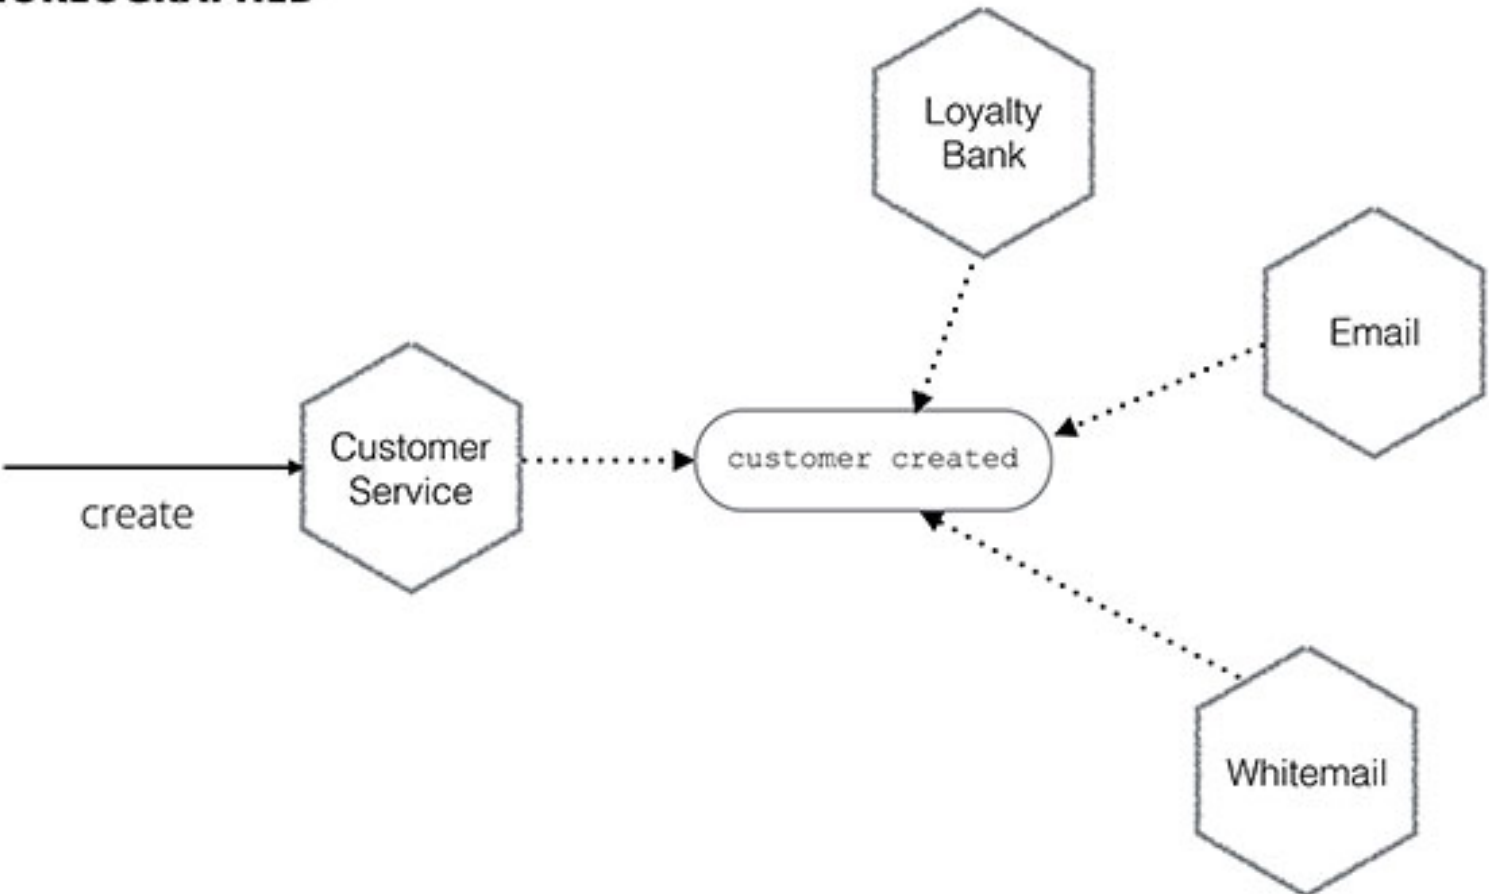 Loyalty
Bank
Email
Customer
Service
customer created
create
Whitemail